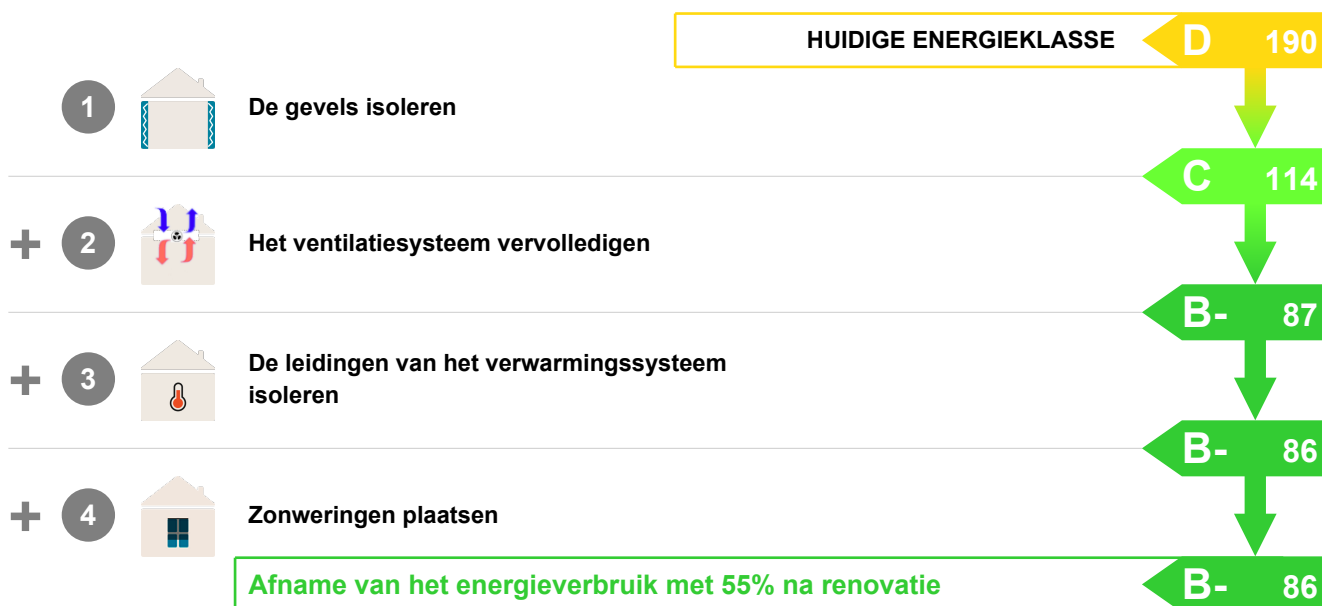 HUIDIGE ENERGIEKLASSE D 190
1 De gevels isoleren
C 114
+ 2 Het ventilatiesysteem vervolledigen
B- 87
+ 3 De leidingen van het verwarmingssysteem
isoleren
B- 86
+ 4 Zonweringen plaatsen
Afname van het energieverbruik met 55% na renovatie B- 86